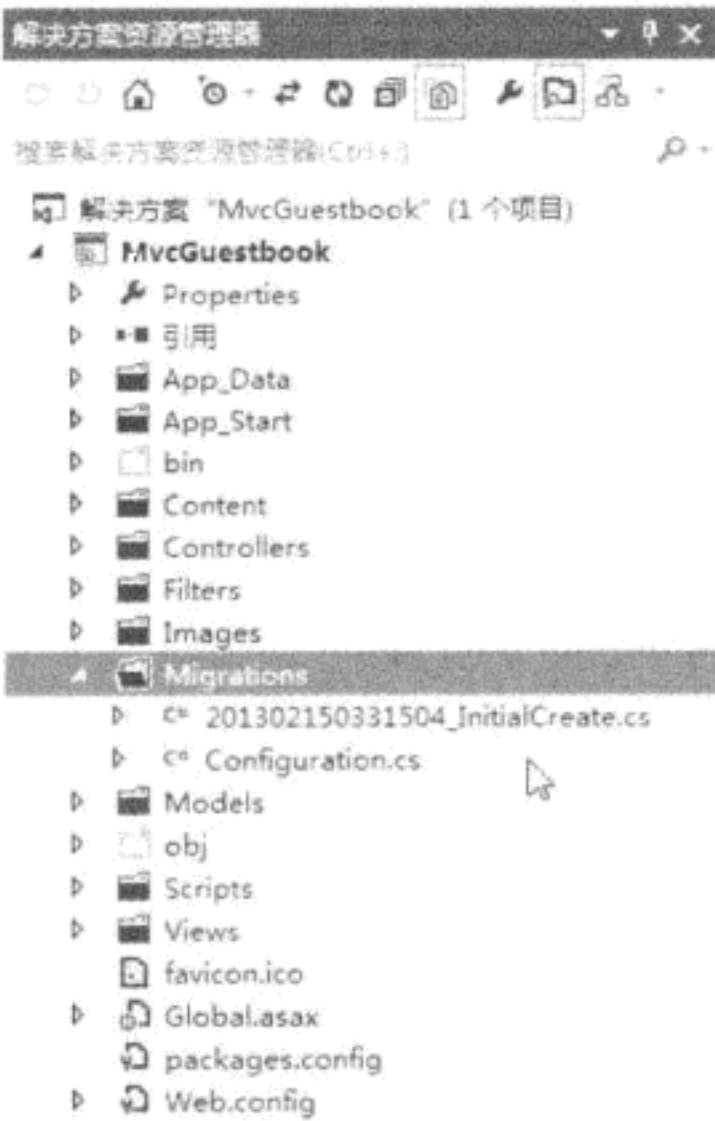 解决方案资源管理器
搜索解决方案资源管理器(Ctrl+;)
解决方案 "MvcGuestbook" (1 个项目)
MvcGuestbook
Properties
引用
App_Data
App_Start
bin
Content
Controllers
Filters
Images
Migrations
201302150331504_InitialCreate.cs
Configuration.cs
Models
obj
Scripts
Views
favicon.ico
Global.asax
packages.config
Web.config